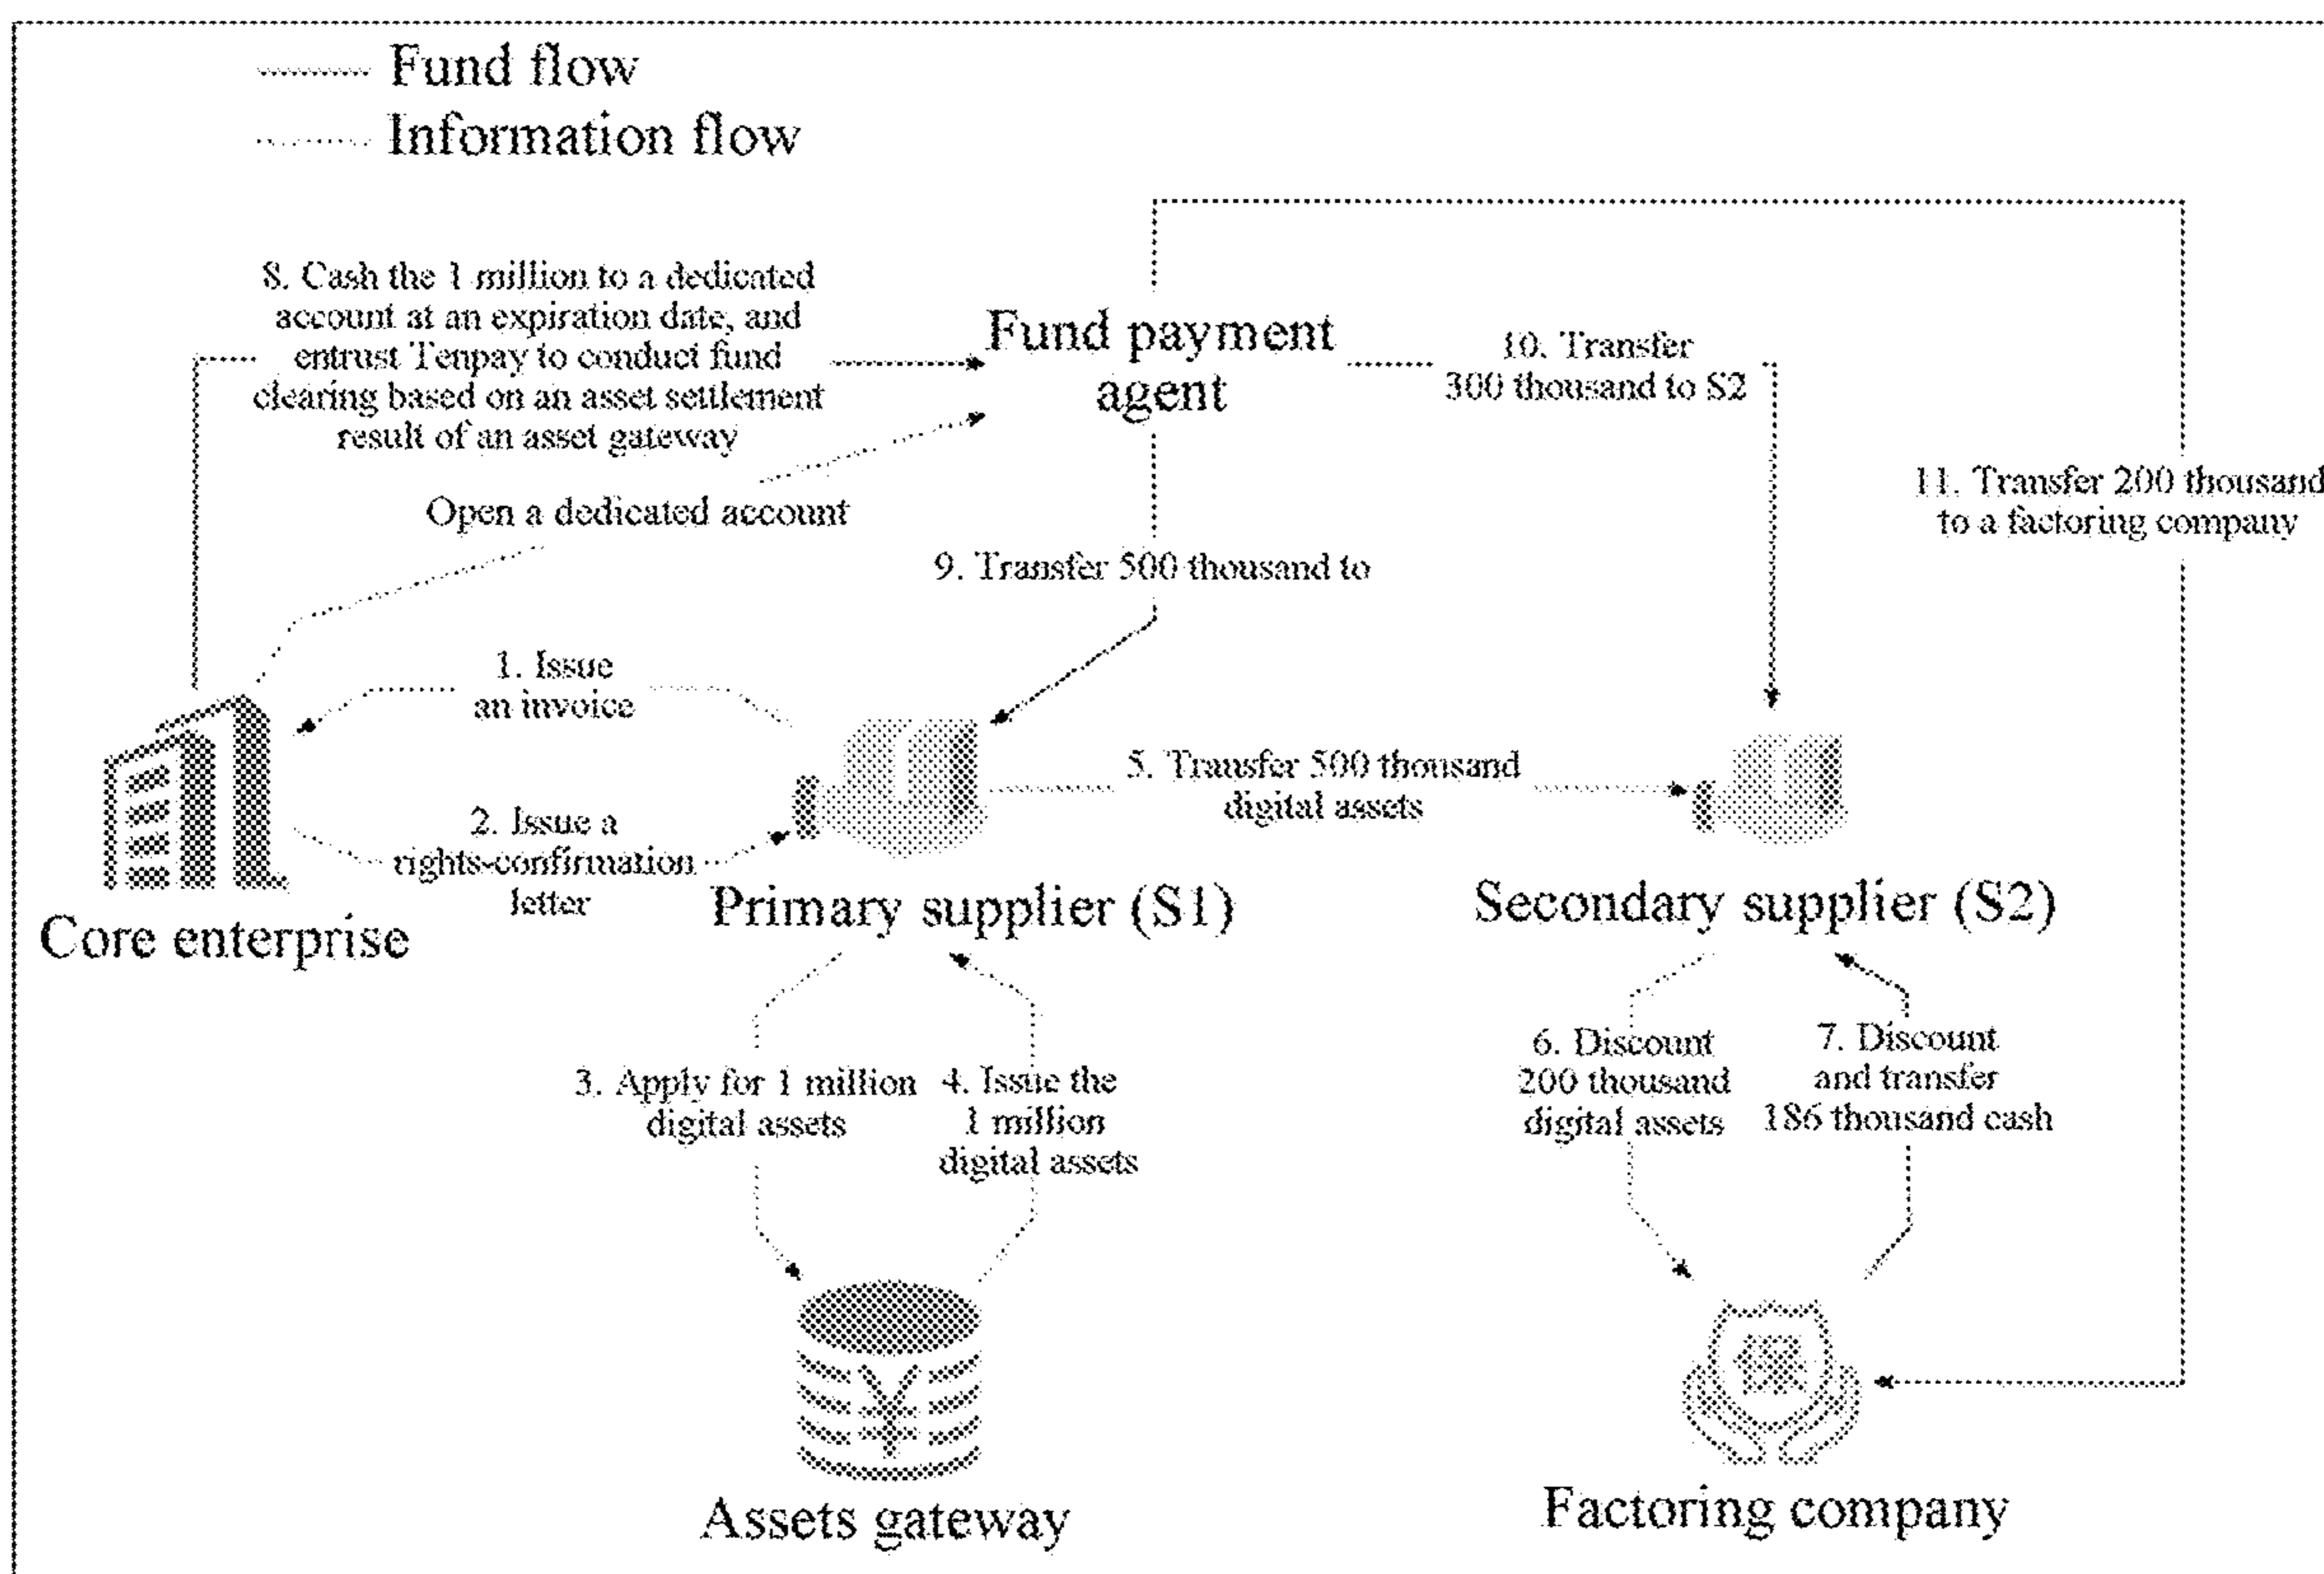 Fund flow
Information flow
8. Cash the 1 million to a dedicated
account at an expiration date, and
entrust Tenpay to conduct fund
clearing based on an asset settlement
result of an asset gateway
Fund payment
agent
10. Transfer
300 thousand to S2
11. Transfer 200 thousand
to a factoring company
Open a dedicated account
9. Transfer 500 thousand to
1. Issue
an invoice
2. Issue a
rights-confirmation
letter
5. Transfer 500 thousand
digital assets
Core enterprise
Primary supplier (S1)
Secondary supplier (S2)
3. Apply for 1 million
digital assets
4. Issue the
1 million
digital assets
6. Discount
200 thousand
digital assets
7. Discount
and transfer
186 thousand cash
¥
Assets gateway
Factoring company